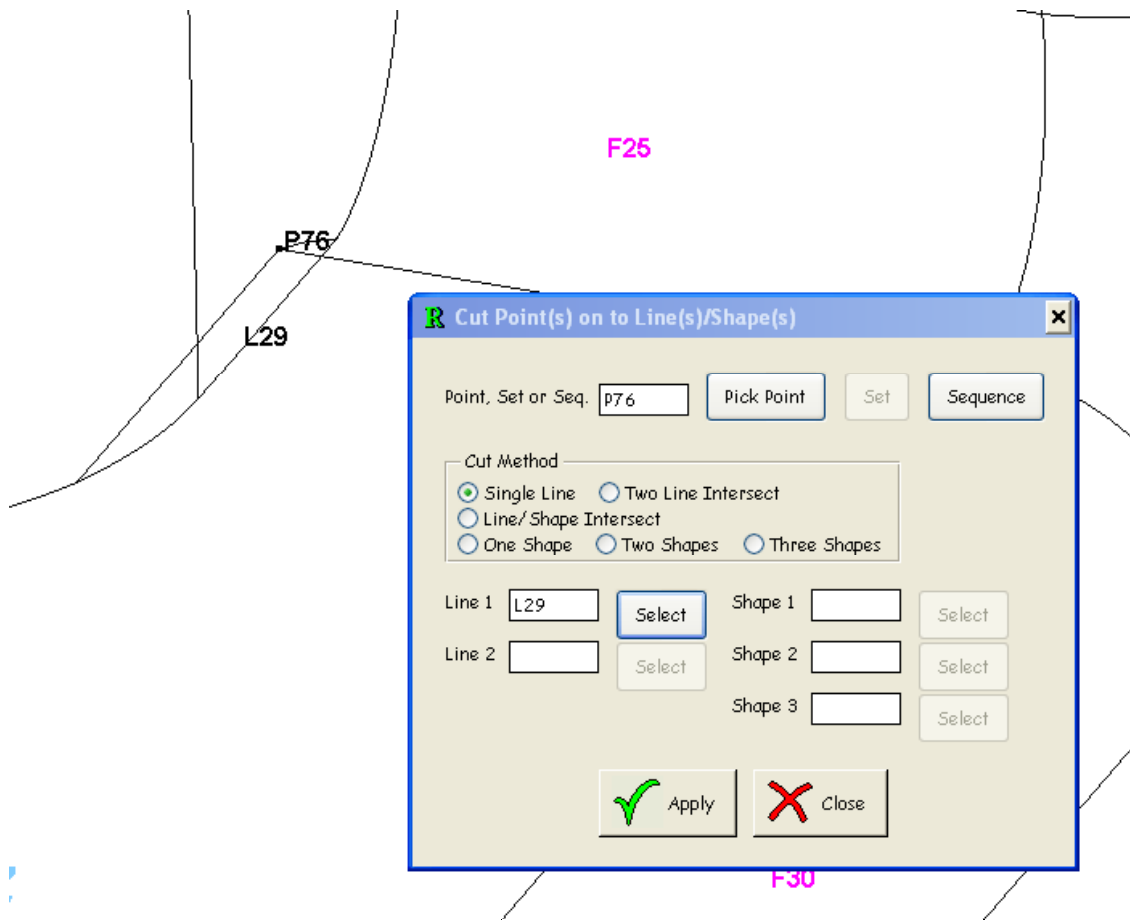 F25
P76
L29
R Cut Point(s) on to Line(s)/Shape(s)
Point, Set or Seq. P76 Pick Point Set Sequence
Cut Method
Single Line Two Line Intersect
Line/Shape Intersect
One Shape Two Shapes Three Shapes
Line 1 L29 Select Shape 1 Select
Line 2 Select Shape 2 Select
Shape 3 Select
Apply Close
F30